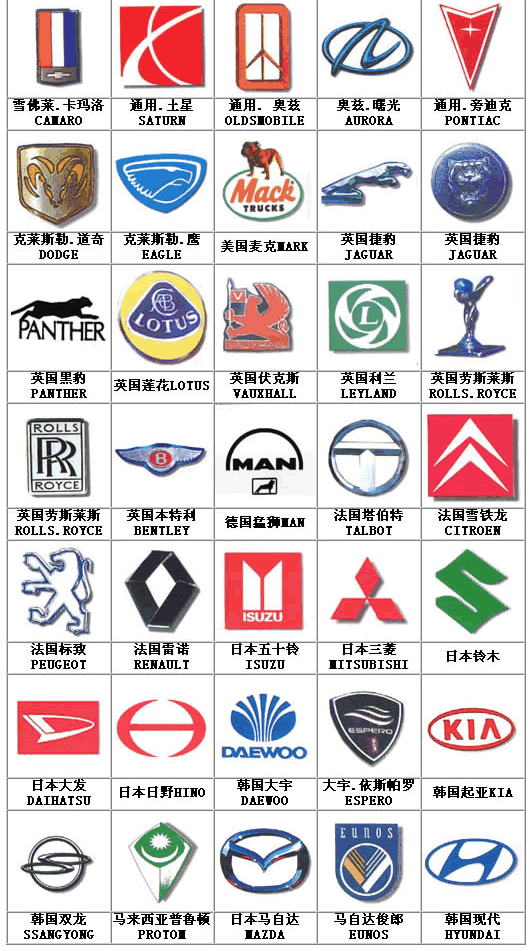 雪佛莱.卡玛洛
CAMARO
通用.土星
SATURN
通用. 奥兹
OLDSMOBILE
奥兹.曙光
AURORA
通用.旁迪克
PONTIAC
Mack
TRUCKS
克莱斯勒.道奇
DODGE
克莱斯勒.鹰
EAGLE
美国麦克MARK
英国捷豹
JAGUAR
英国捷豹
JAGUAR
PANTHER
LOTUS
V
L
英国黑豹
PANTHER
英国莲花LOTUS
英国伏克斯
VAUXHALL
英国利兰
LEYLAND
英国劳斯莱斯
ROLLS.ROYCE
ROLLS
RR
ROYCE
B
MAN
英国劳斯莱斯
ROLLS.ROYCE
英国本特利
BENTLEY
德国猛狮MAN
法国塔伯特
TALBOT
法国雪铁龙
CITROEN
ISUZU
法国标致
PEUGEOT
法国雷诺
RENAULT
日本五十铃
ISUZU
日本三菱
MITSUBISHI
日本铃木
DAEWOO
ESPERO
KIA
日本大发
DAIHATSU
日本日野HINO
韩国大宇
DAEWOO
大宇.依斯帕罗
ESPERO
韩国起亚KIA
EUNOS
韩国双龙
SSANGYONG
马来西亚普鲁顿
PROTOM
日本马自达
MAZDA
马自达俊郎
EUNOS
韩国现代
HYUNDAI